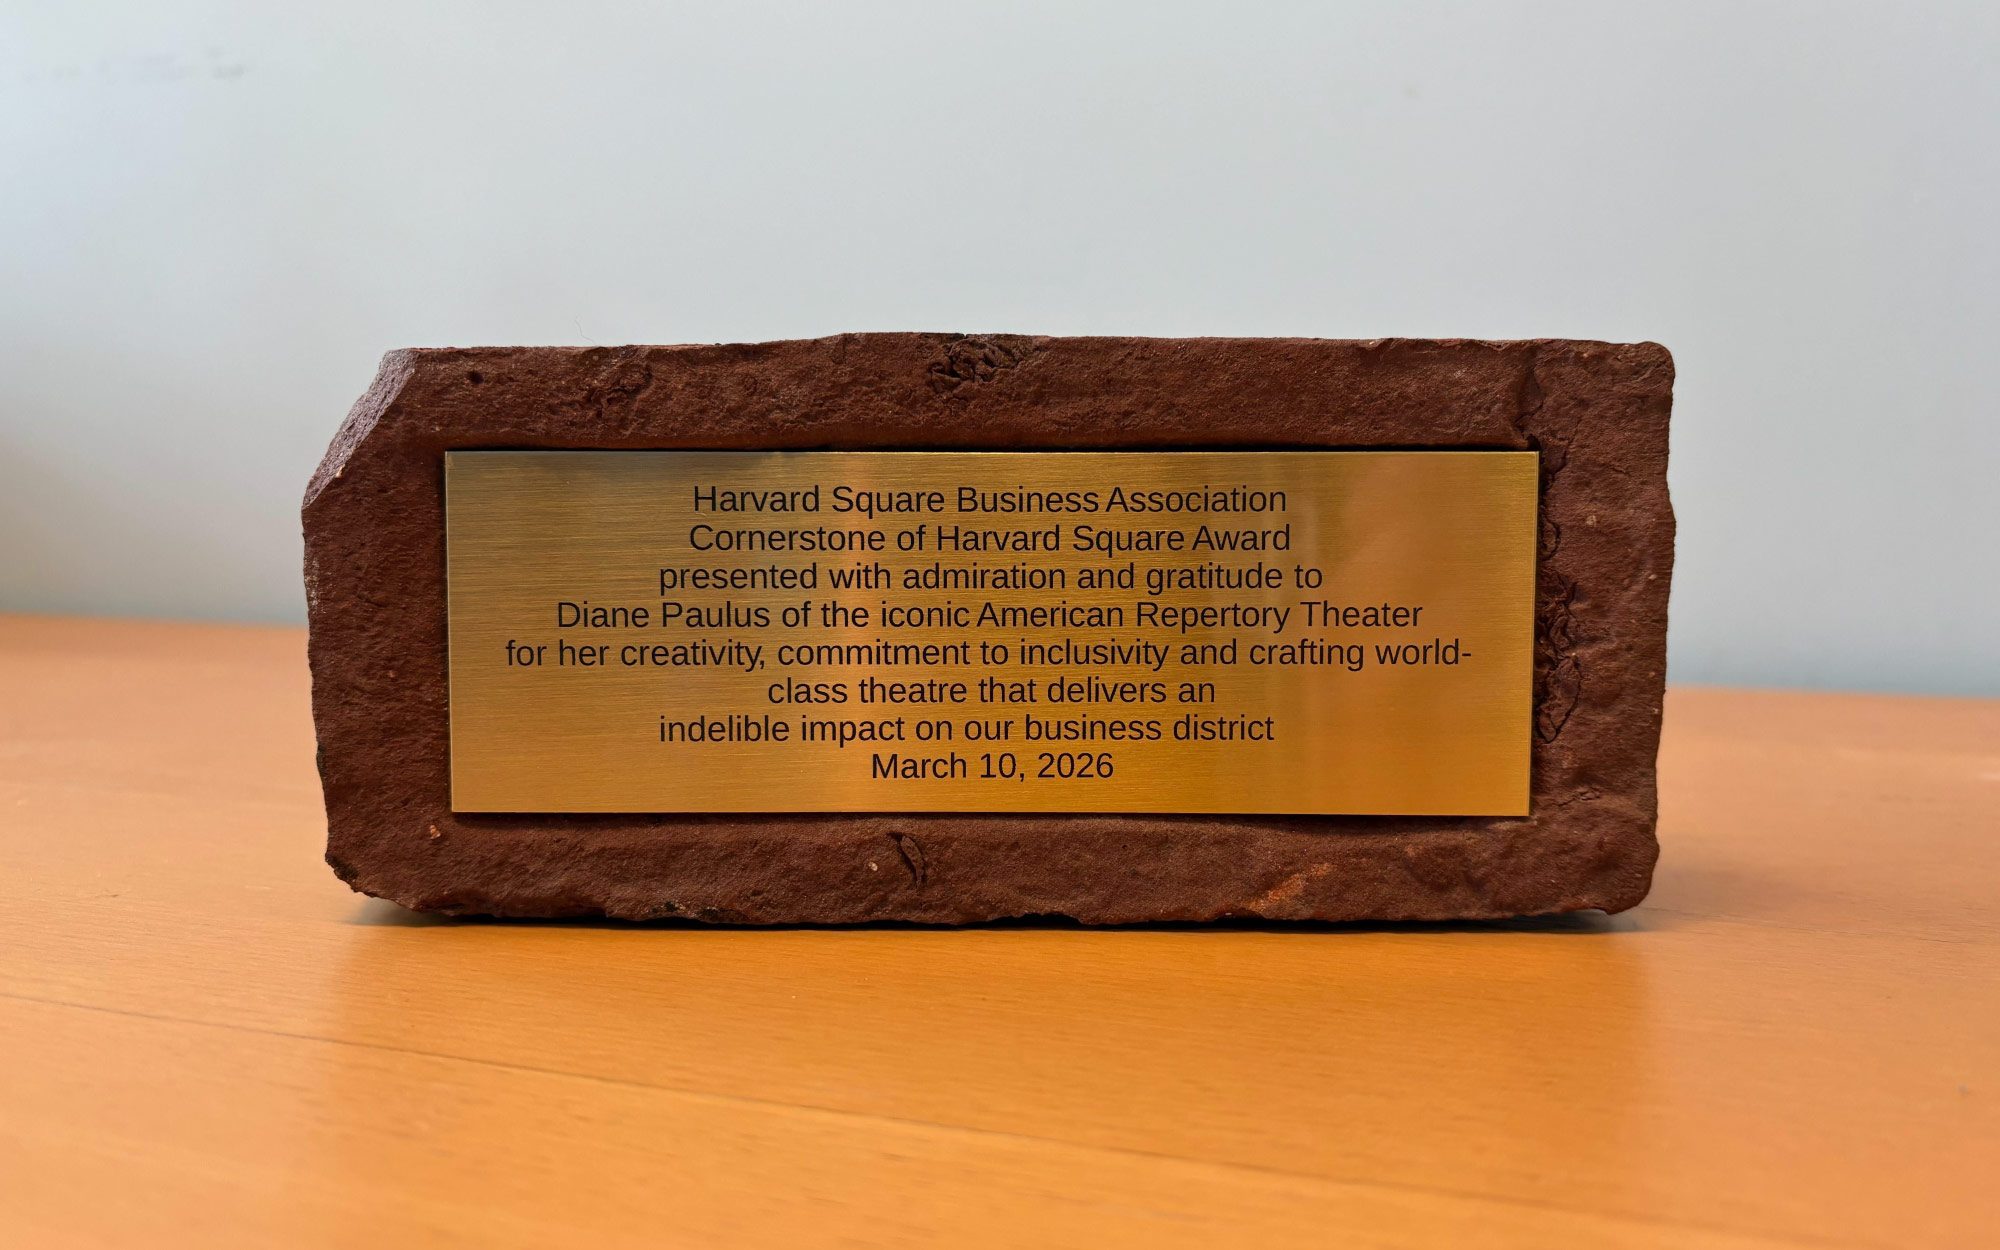 Harvard Square Business Association
Cornerstone of Harvard Square Award
presented with admiration and gratitude to
Diane Paulus of the iconic American Repertory Theater
for her creativity, commitment to inclusivity and crafting world-
class theatre that delivers an
indelible impact on our business district
March 10, 2026